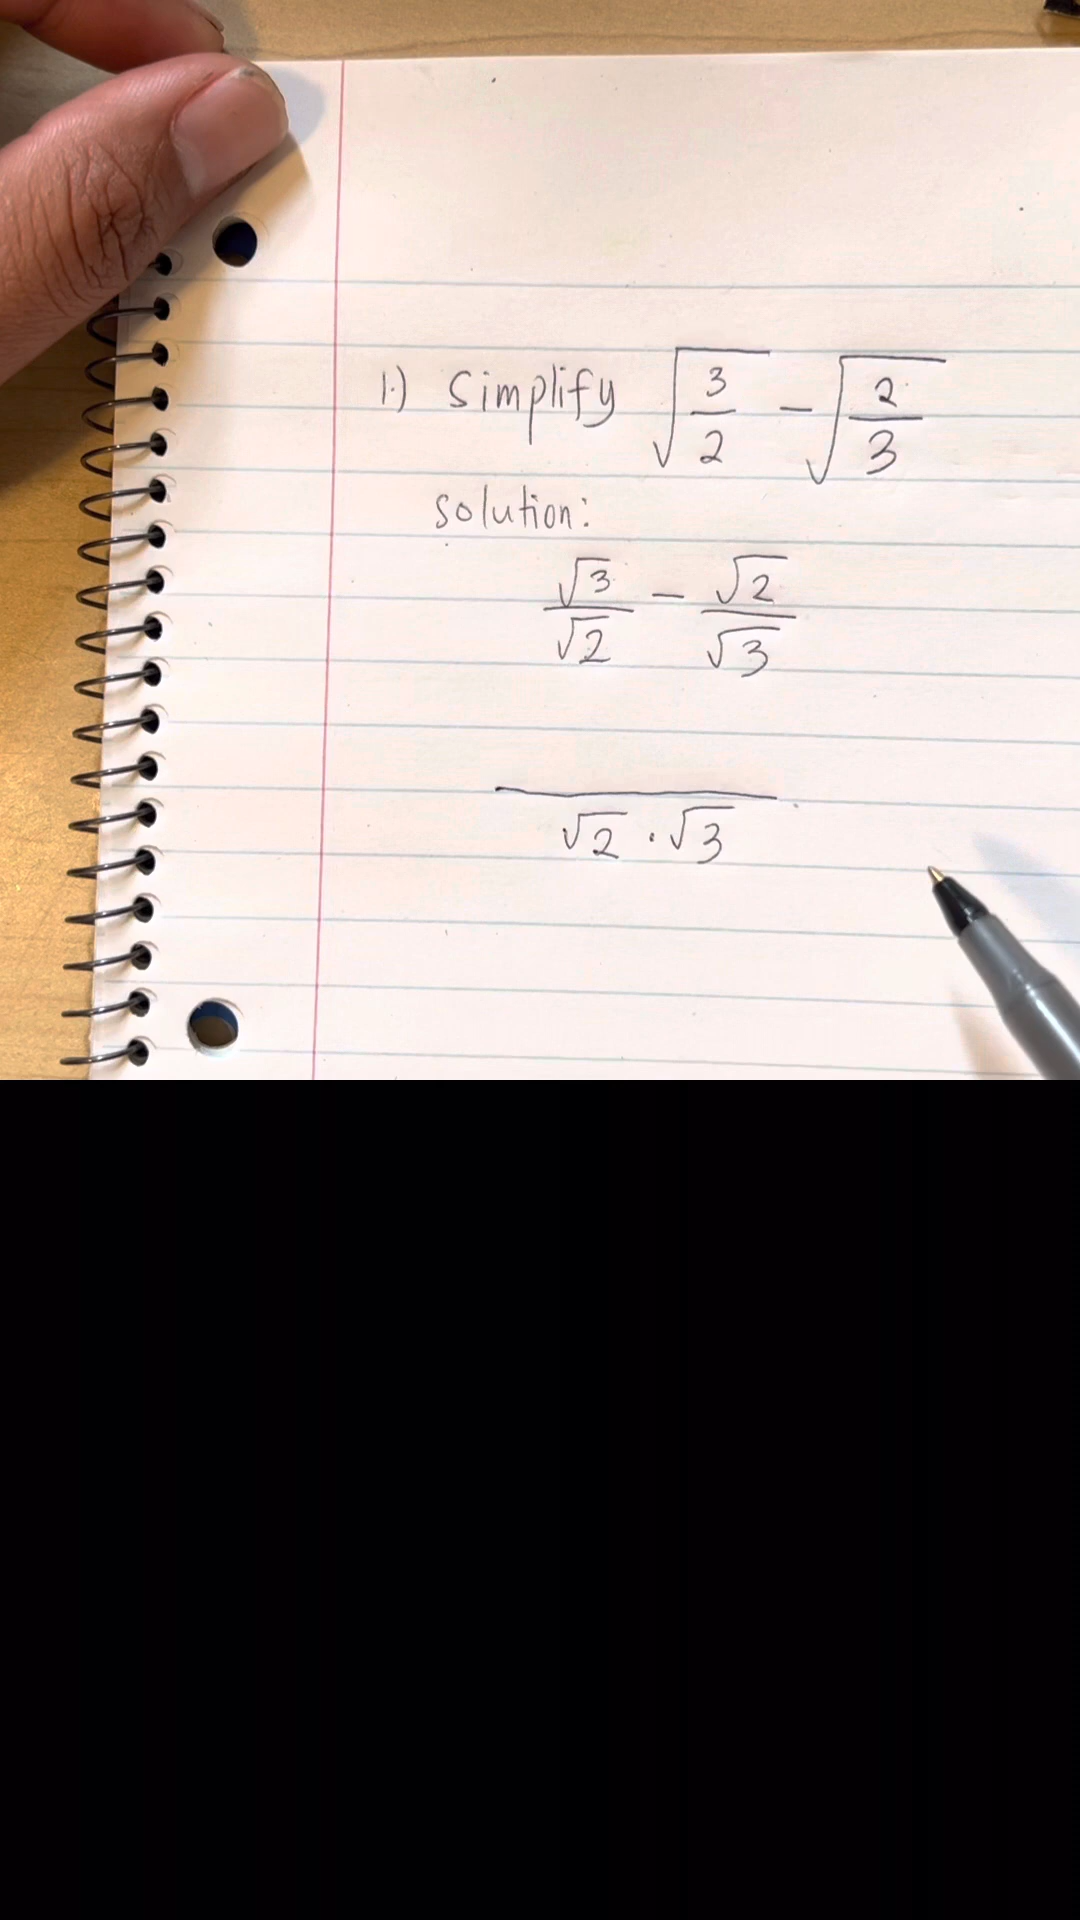 1.) Simplify √(3/2) - √(2/3)
solution:
√3/√2 - √2/√3
/(√2 · √3)